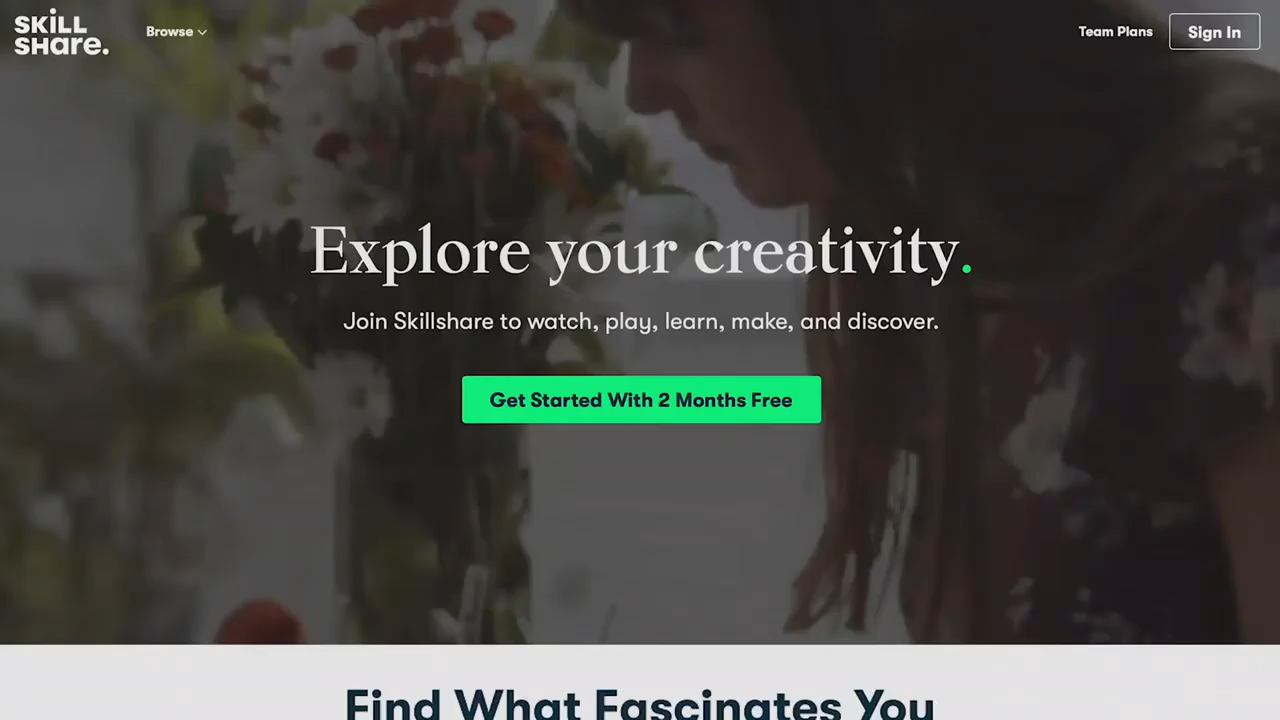 SKiLL
SHare.
Browse
Team Plans
Sign In
Explore your creativity.
Join Skillshare to watch, play, learn, make, and discover.
Get Started With 2 Months Free
Find What Fascinates You